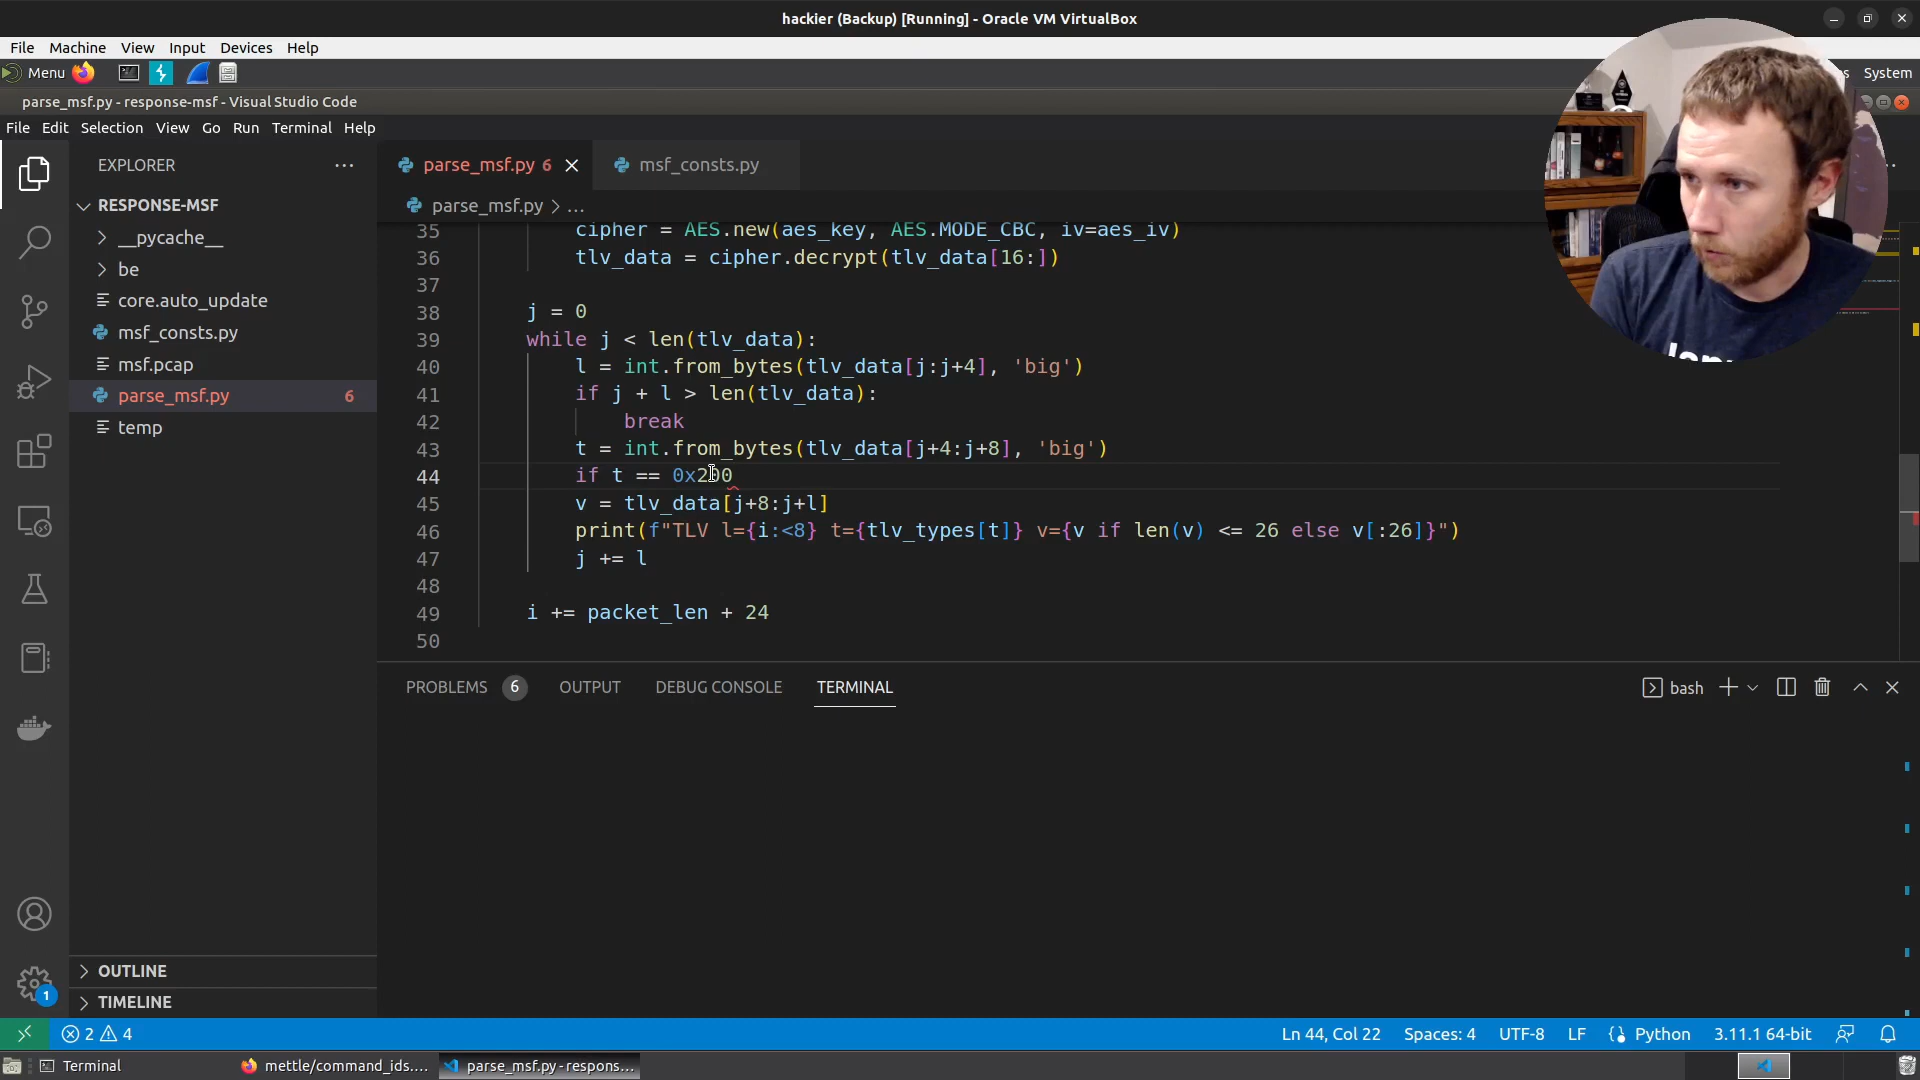 hackier (Backup) [Running] - Oracle VM VirtualBox
File Machine View Input Devices Help
Menu
System
parse_msf.py - response-msf - Visual Studio Code
File Edit Selection View Go Run Terminal Help
EXPLORER
parse_msf.py 6
msf_consts.py
RESPONSE-MSF
parse_msf.py > ...
__pycache__
be
core.auto_update
msf_consts.py
msf.pcap
parse_msf.py 6
temp
35 cipher = AES.new(aes_key, AES.MODE_CBC, iv=aes_iv)
36 tlv_data = cipher.decrypt(tlv_data[16:])
37
38 j = 0
39 while j < len(tlv_data):
40 l = int.from_bytes(tlv_data[j:j+4], 'big')
41 if j + l > len(tlv_data):
42 break
43 t = int.from_bytes(tlv_data[j+4:j+8], 'big')
44 if t == 0x200
45 v = tlv_data[j+8:j+l]
46 print(f"TLV l={i:<8} t={tlv_types[t]} v={v if len(v) <= 26 else v[:26]}")
47 j += l
48
49 i += packet_len + 24
50
PROBLEMS 6 OUTPUT DEBUG CONSOLE TERMINAL
bash
OUTLINE
TIMELINE
1
2 4
Ln 44, Col 22 Spaces: 4 UTF-8 LF Python 3.11.1 64-bit
Terminal
mettle/command_ids....
parse_msf.py - respons...